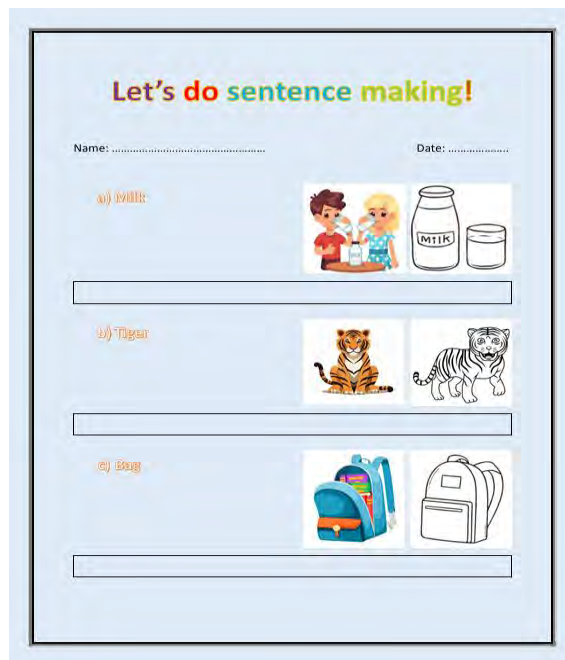 Let's do sentence making!
Name: ................................................... Date: ...................
a) Milk
MilK
b) Tiger
c) Bag